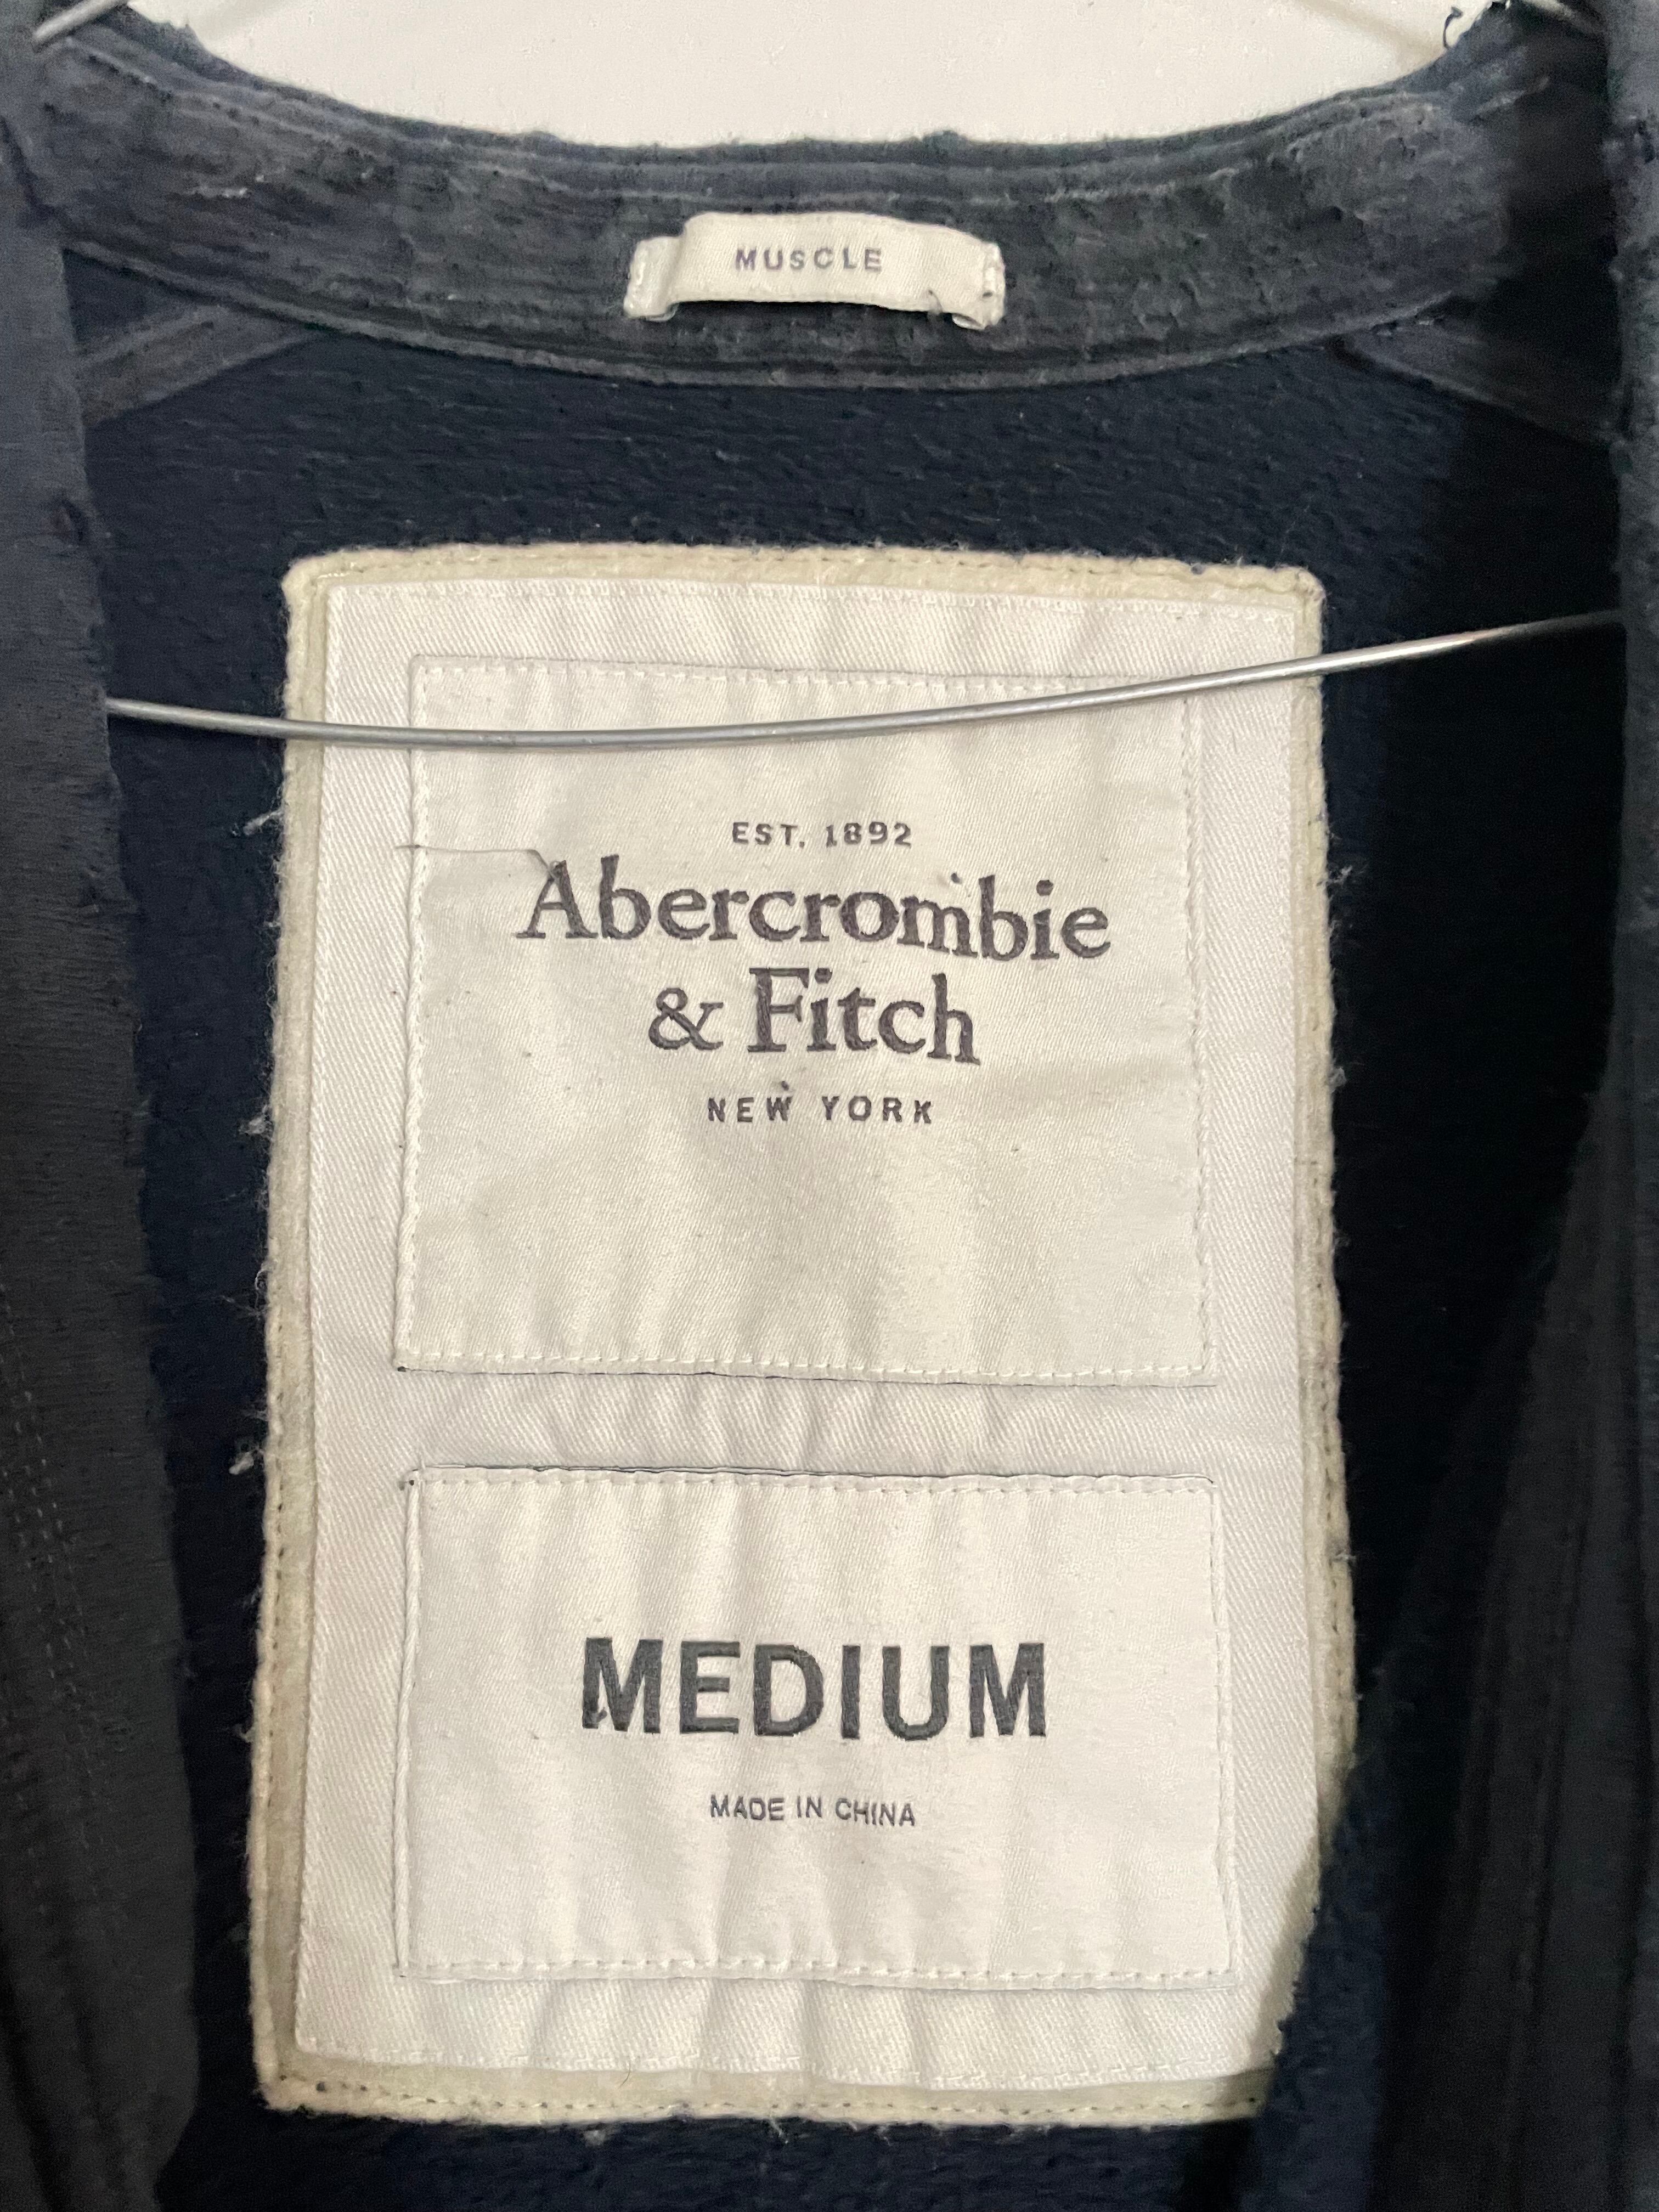 MUSCLE
EST. 1892
Abercrombie
& Fitch
NEW YORK
MEDIUM
MADE IN CHINA